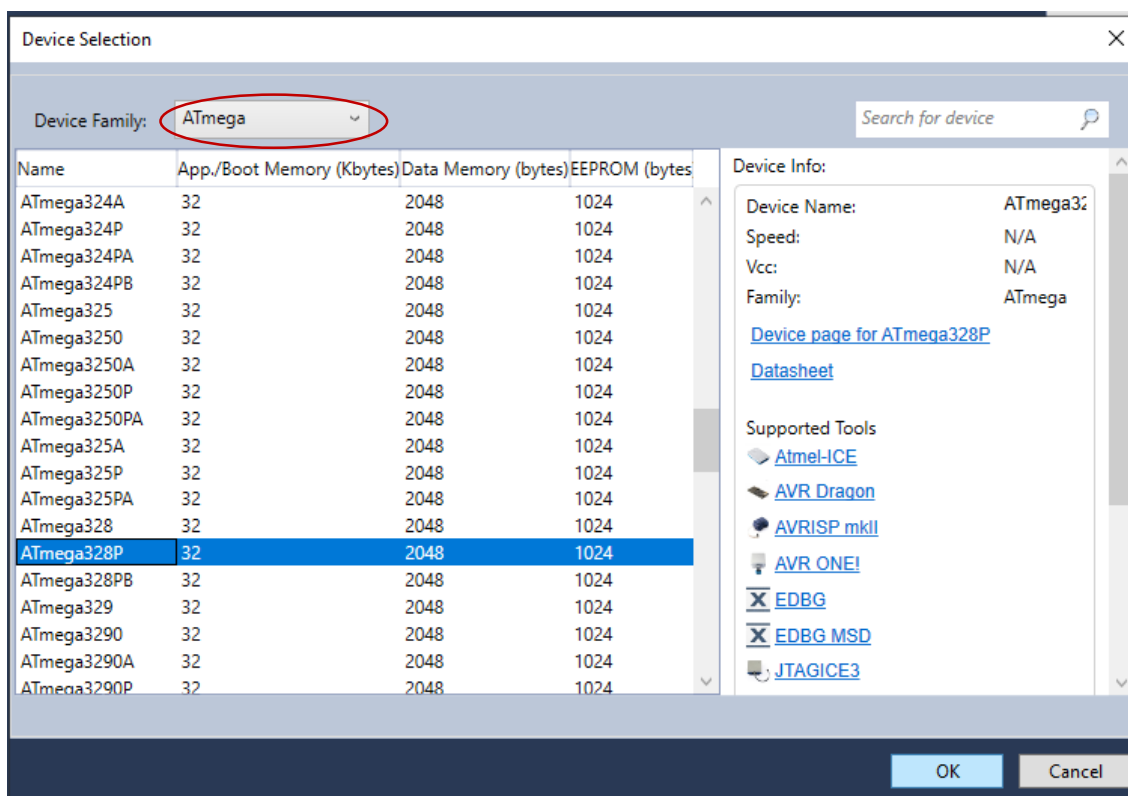 Device Selection
Device Family: ATmega
Search for device
Name App./Boot Memory (Kbytes) Data Memory (bytes) EEPROM (bytes
ATmega324A 32 2048 1024
ATmega324P 32 2048 1024
ATmega324PA 32 2048 1024
ATmega324PB 32 2048 1024
ATmega325 32 2048 1024
ATmega3250 32 2048 1024
ATmega3250A 32 2048 1024
ATmega3250P 32 2048 1024
ATmega3250PA 32 2048 1024
ATmega325A 32 2048 1024
ATmega325P 32 2048 1024
ATmega325PA 32 2048 1024
ATmega328 32 2048 1024
ATmega328P 32 2048 1024
ATmega328PB 32 2048 1024
ATmega329 32 2048 1024
ATmega3290 32 2048 1024
ATmega3290A 32 2048 1024
ATmega3290P 32 2048 1024
Device Info:
Device Name: ATmega32
Speed: N/A
Vcc: N/A
Family: ATmega
Device page for ATmega328P
Datasheet
Supported Tools
Atmel-ICE
AVR Dragon
AVRISP mkII
AVR ONE!
EDBG
EDBG MSD
JTAGICE3
OK Cancel